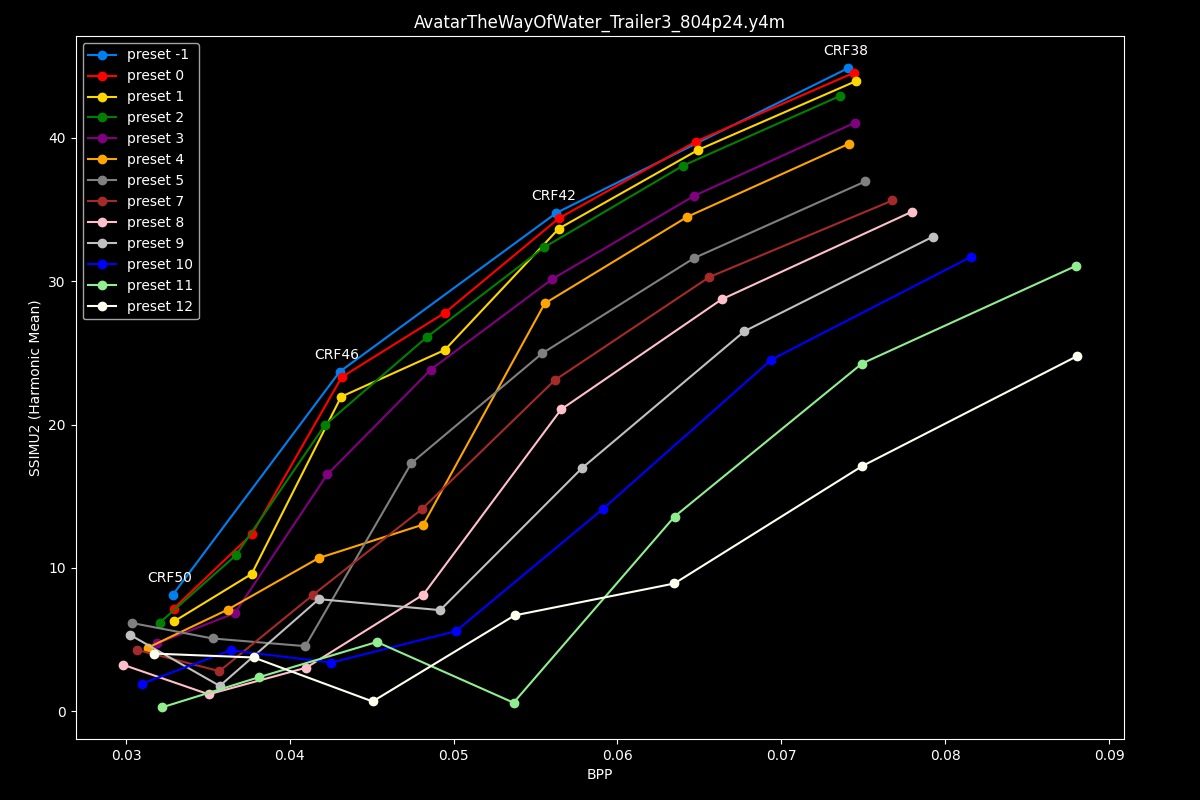 AvatarTheWayOfWater_Trailer3_804p24.y4m
preset -1
preset 0
preset 1
preset 2
preset 3
preset 4
preset 5
preset 7
preset 8
preset 9
preset 10
preset 11
preset 12
CRF38
CRF42
CRF46
CRF50
SSIMU2 (Harmonic Mean)
40
30
20
10
0
0.03 0.04 0.05 0.06 0.07 0.08 0.09
BPP